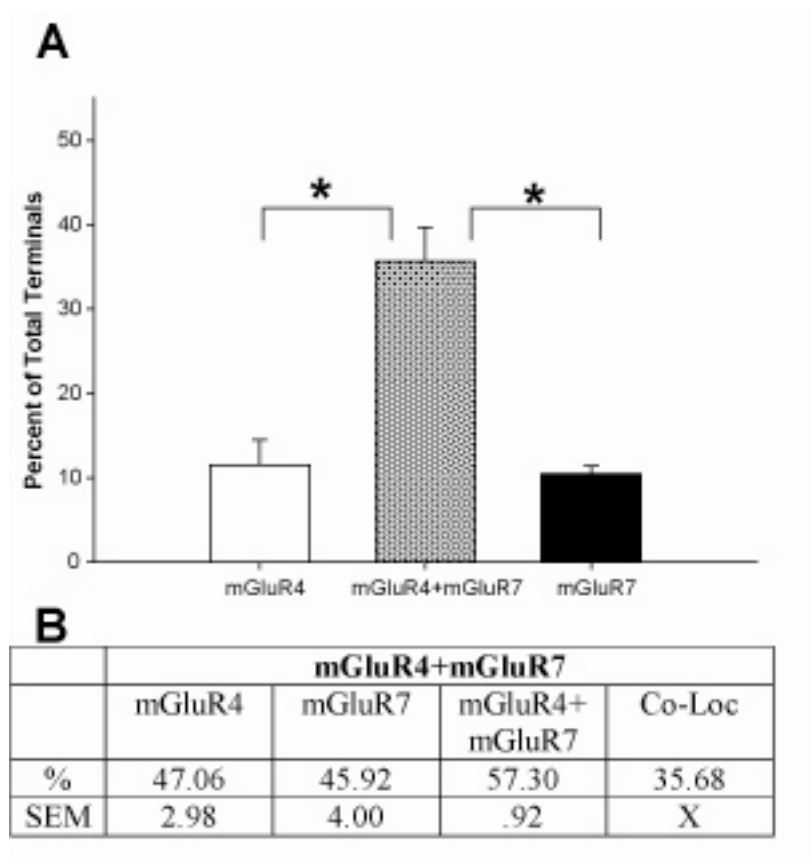 A
Percent of Total Terminals
50
40
30
20
10
0
* *
mGluR4 mGluR4+mGluR7 mGluR7
B
mGluR4+mGluR7
mGluR4 mGluR7 mGluR4+ mGluR7 Co-Loc
% 47.06 45.92 57.30 35.68
SEM 2.98 4.00 .92 X